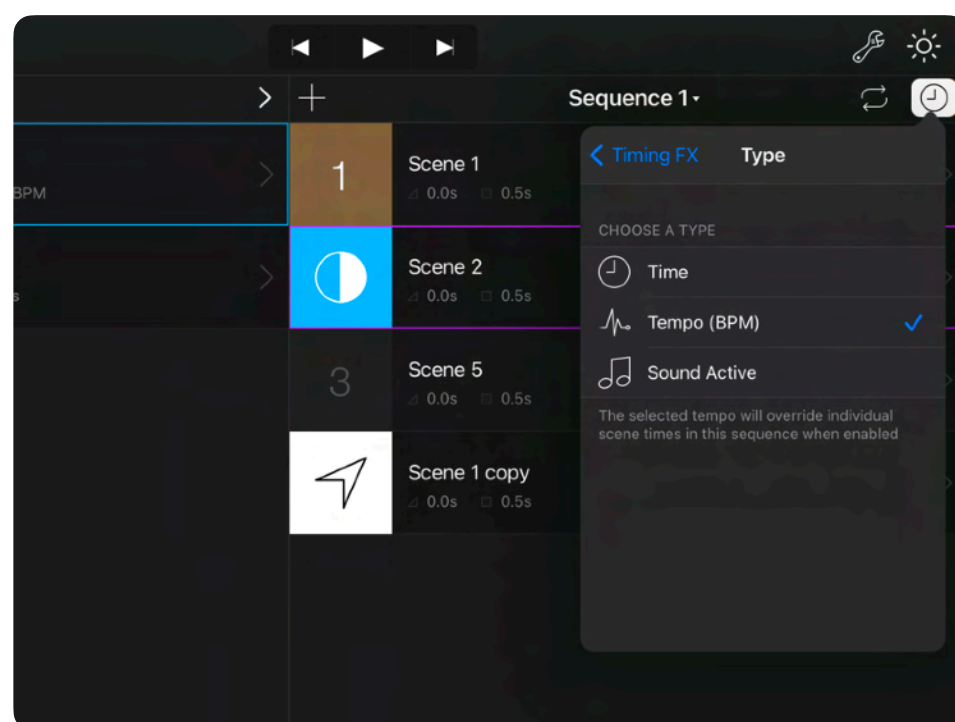 Sequence 1
BPM
s
1
Scene 1
0.0s 0.5s
Scene 2
0.0s 0.5s
3
Scene 5
0.0s 0.5s
Scene 1 copy
0.0s 0.5s
Timing FX Type
CHOOSE A TYPE
Time
Tempo (BPM)
Sound Active
The selected tempo will override individual
scene times in this sequence when enabled